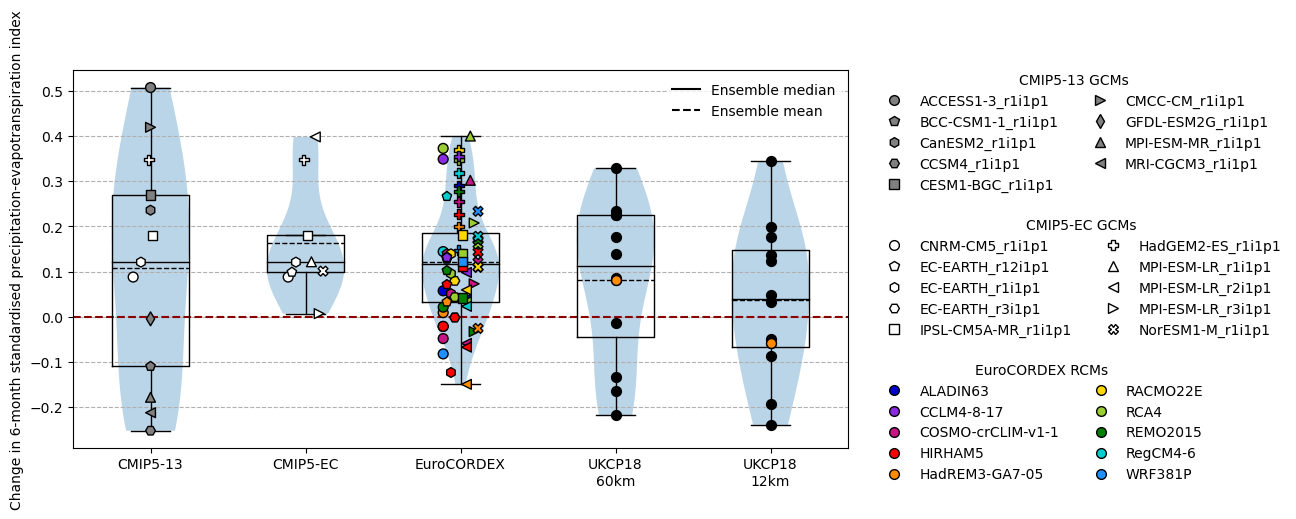 Change in 6-month standardised precipitation-evapotranspiration index
0.5
0.4
0.3
0.2
0.1
0.0
−0.1
−0.2
Ensemble median
Ensemble mean
CMIP5-13
CMIP5-EC
EuroCORDEX
UKCP18
60km
UKCP18
12km
CMIP5-13 GCMs
ACCESS1-3_r1i1p1
BCC-CSM1-1_r1i1p1
CanESM2_r1i1p1
CCSM4_r1i1p1
CESM1-BGC_r1i1p1
CMCC-CM_r1i1p1
GFDL-ESM2G_r1i1p1
MPI-ESM-MR_r1i1p1
MRI-CGCM3_r1i1p1
CMIP5-EC GCMs
CNRM-CM5_r1i1p1
EC-EARTH_r12i1p1
EC-EARTH_r1i1p1
EC-EARTH_r3i1p1
IPSL-CM5A-MR_r1i1p1
HadGEM2-ES_r1i1p1
MPI-ESM-LR_r1i1p1
MPI-ESM-LR_r2i1p1
MPI-ESM-LR_r3i1p1
NorESM1-M_r1i1p1
EuroCORDEX RCMs
ALADIN63
CCLM4-8-17
COSMO-crCLIM-v1-1
HIRHAM5
HadREM3-GA7-05
RACMO22E
RCA4
REMO2015
RegCM4-6
WRF381P